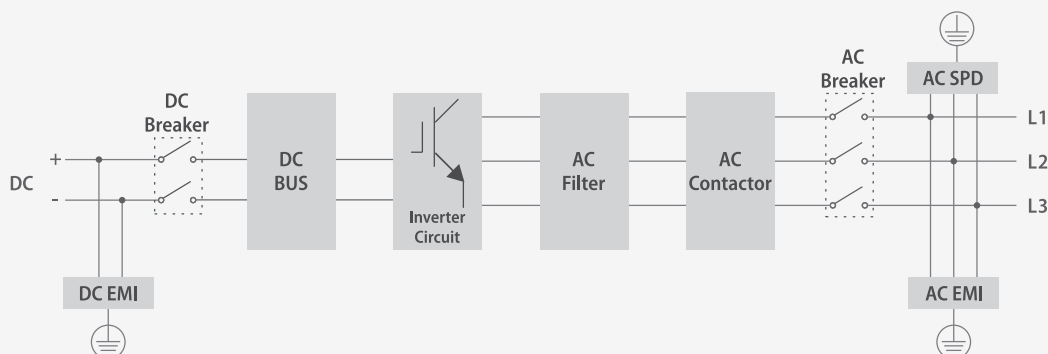 AC SPD
AC
Breaker
DC
Breaker
L1
+
DC
-
DC
BUS
Inverter
Circuit
AC
Filter
AC
Contactor
L2
L3
DC EMI
AC EMI